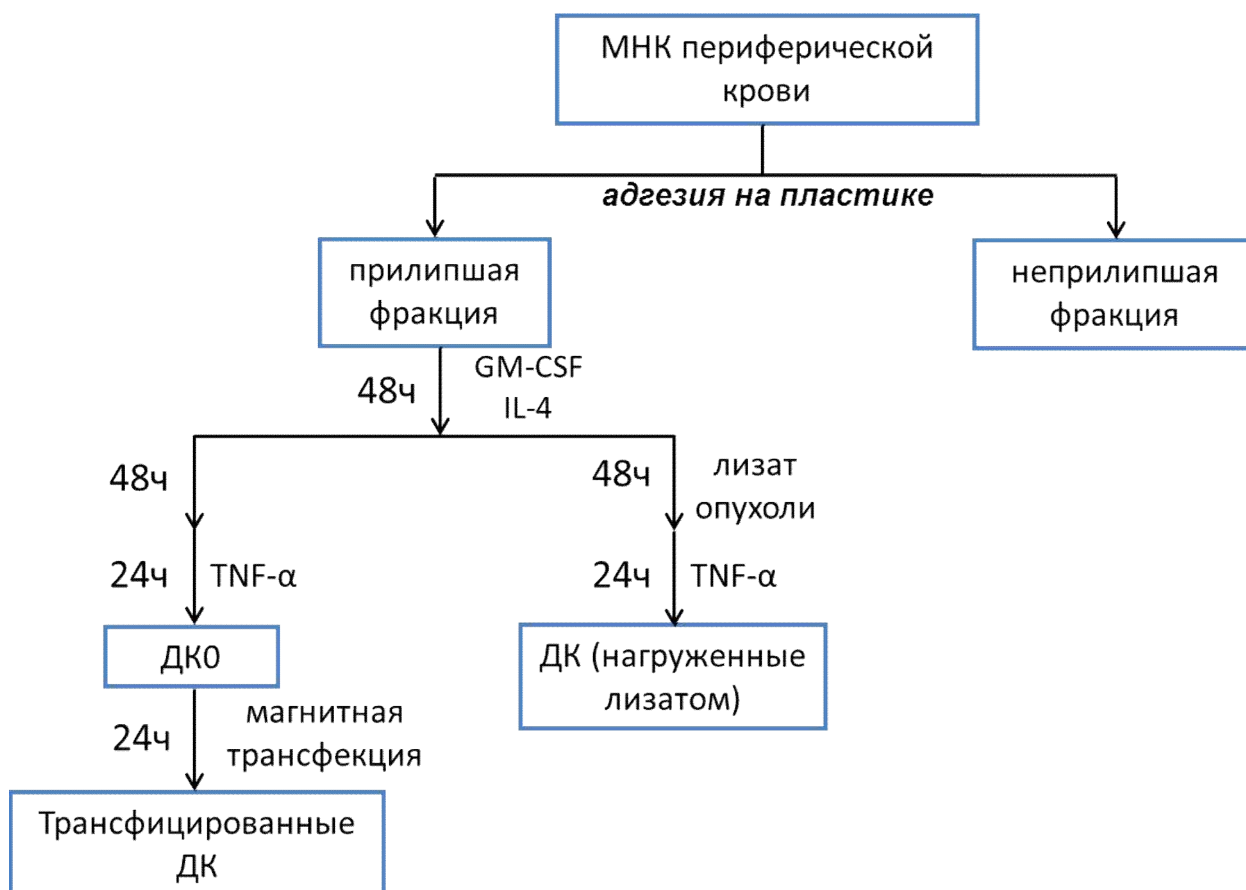 МНК периферической
крови
адгезия на пластике
прилипшая
фракция
неприлипшая
фракция
48ч
GM-CSF
IL-4
48ч
48ч
лизат
опухоли
24ч
TNF-α
24ч
TNF-α
ДК0
ДК (нагруженные
лизатом)
24ч
магнитная
трансфекция
Трансфицированные
ДК